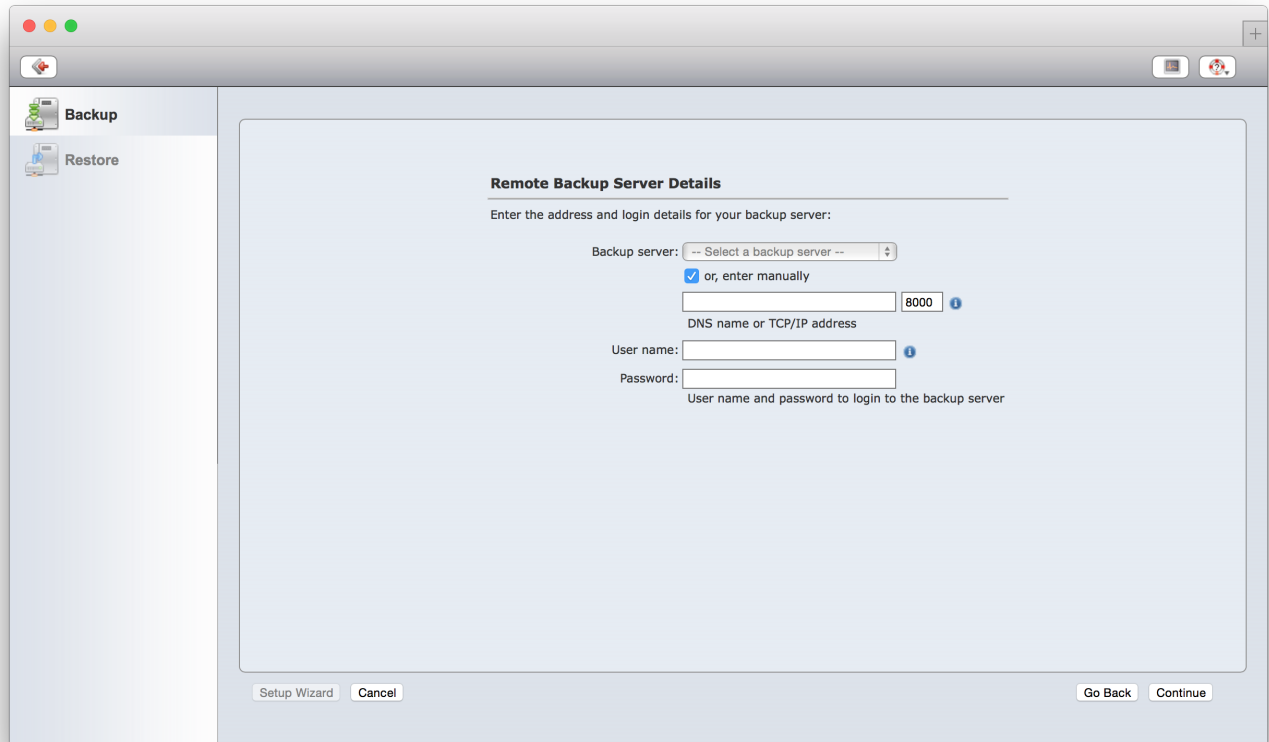 Backup
Restore
Remote Backup Server Details
Enter the address and login details for your backup server:
Backup server: -- Select a backup server --
or, enter manually
8000
DNS name or TCP/IP address
User name:
Password:
User name and password to login to the backup server
Setup Wizard Cancel Go Back Continue